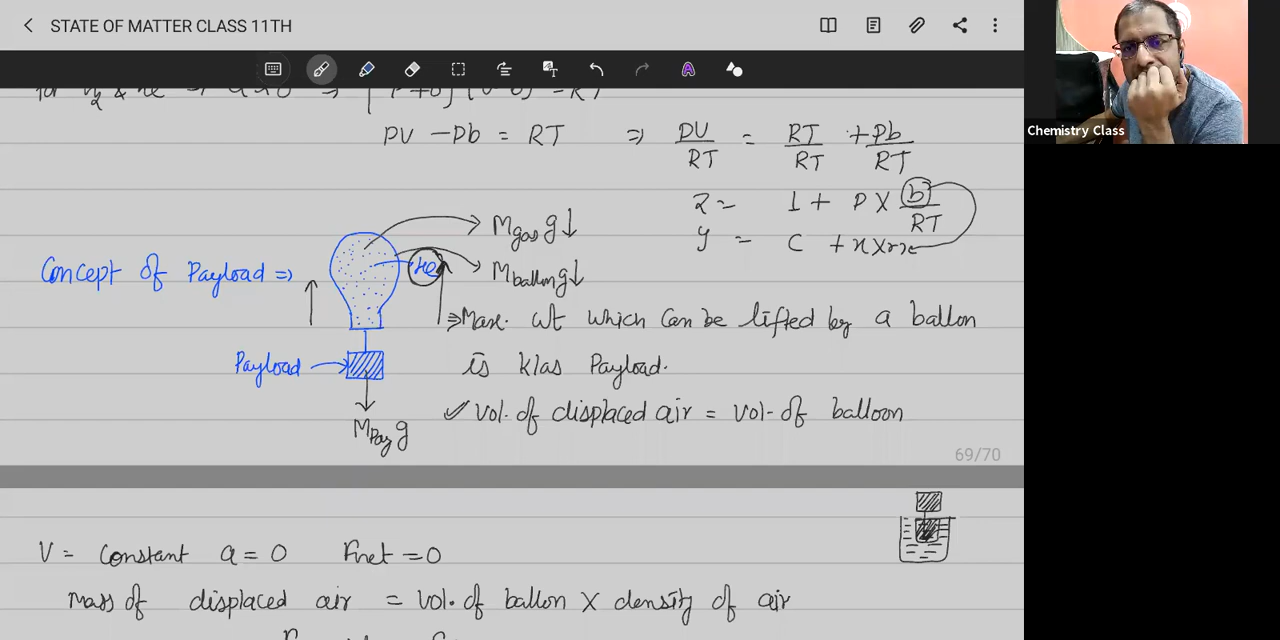 STATE OF MATTER CLASS 11TH
Chemistry Class
PV - Pb = RT ⇒ PV/RT = RT/RT + Pb/RT
Z = 1 + P X b/RT
y = C + x X m
Concept of Payload ⇒
He
Mgas g↓
Mballon g↓
⇒ Max. wt which can be lifted by a ballon
is k/as Payload.
Payload →
MPay g
✓ vol. of displaced air = vol. of balloon
69/70
V = Constant a = 0 Fnet = 0
Mass of displaced air = vol. of ballon X density of air